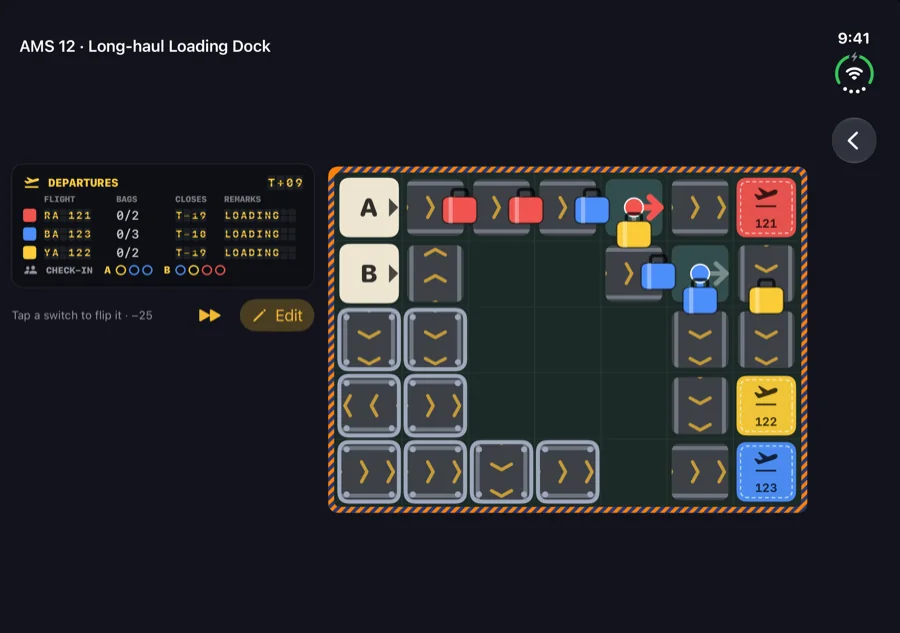 AMS 12 · Long-haul Loading Dock
9:41
DEPARTURES T+09
FLIGHT BAGS CLOSES REMARKS
RA 121 0/2 T-19 LOADING
BA 123 0/3 T-10 LOADING
YA 122 0/2 T-19 LOADING
CHECK-IN A B
Tap a switch to flip it · −25
Edit
A
121
B
122
123